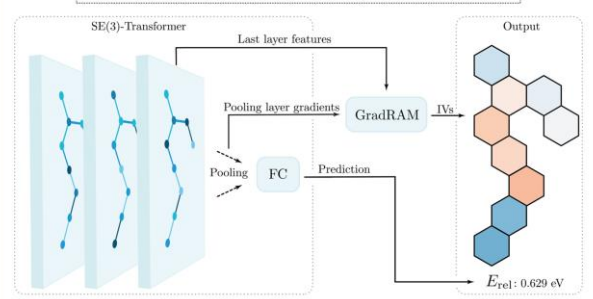 SE(3)-Transformer
Output
Last layer features
Pooling layer gradients
GradRAM
IVs
Pooling
FC
Prediction
E_rel: 0.629 eV